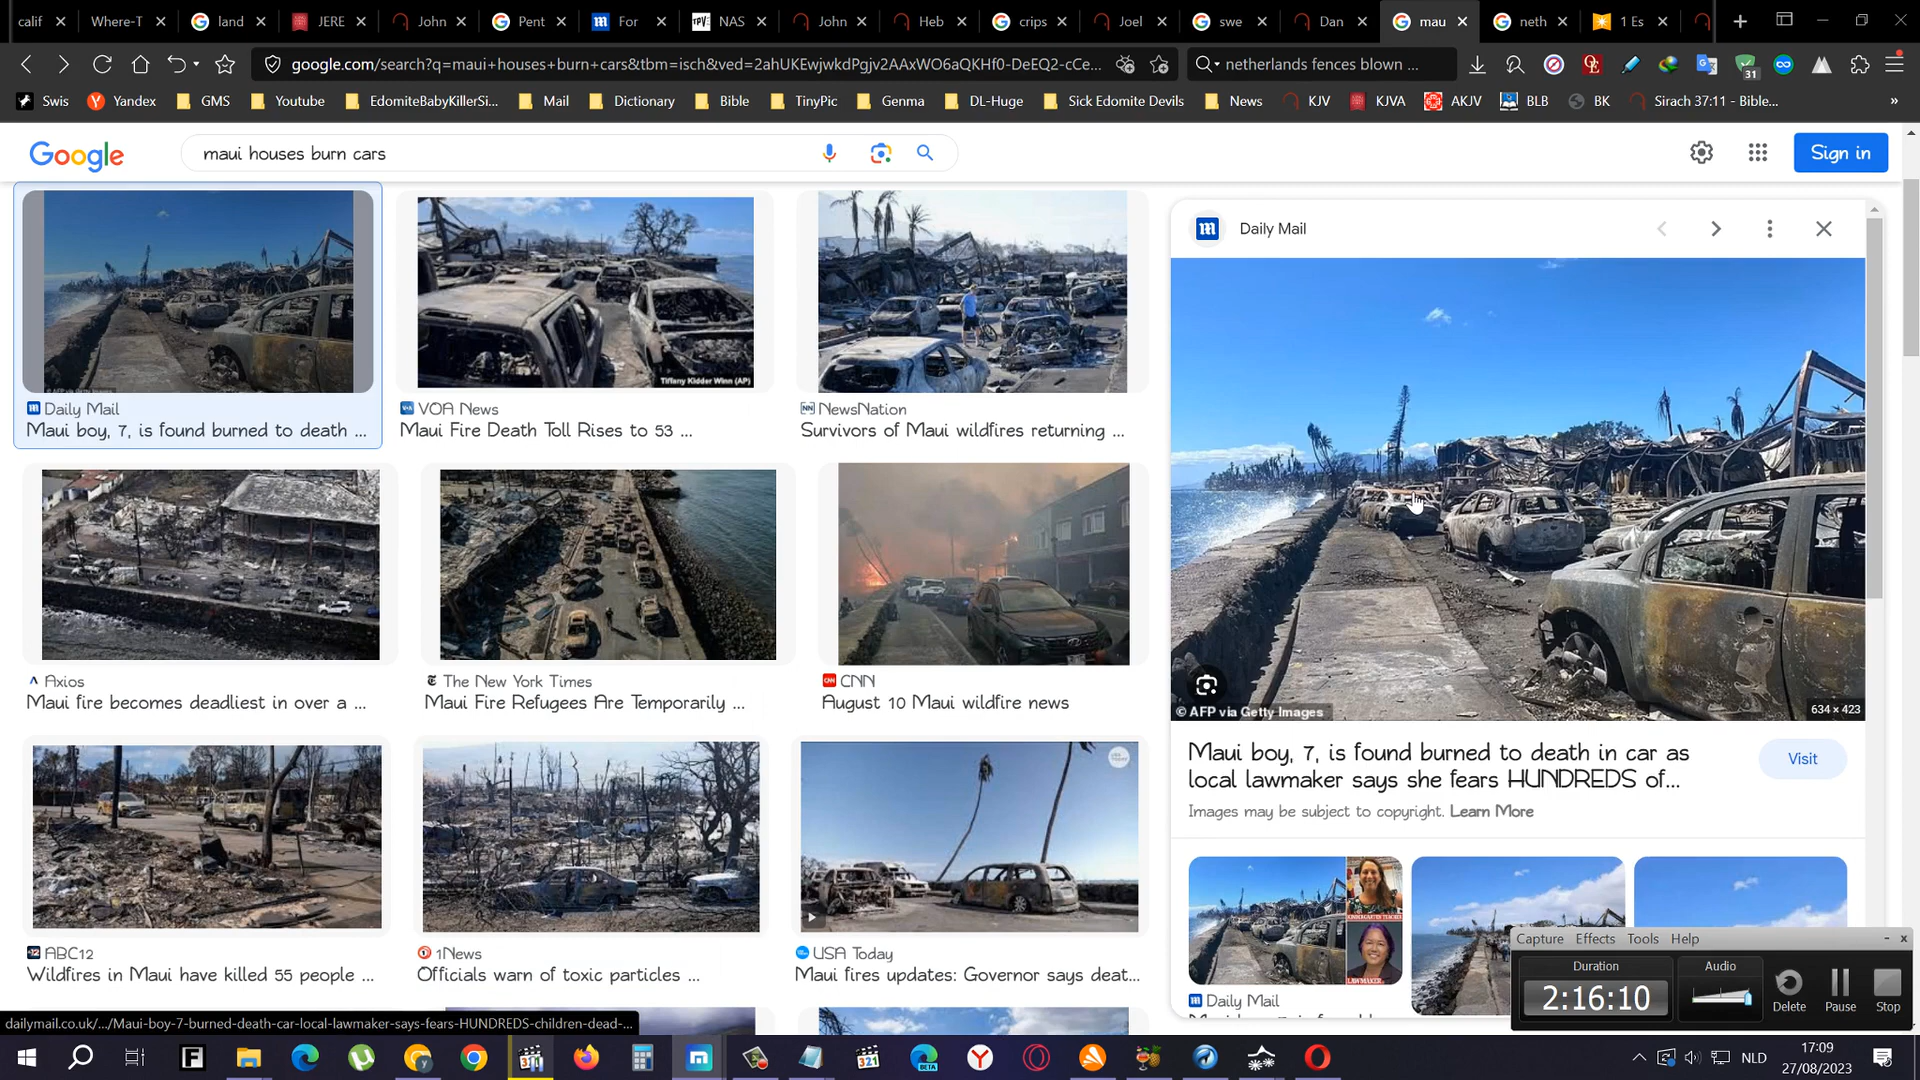 calif
Where-T
land
JERE
John
Pent
For
NAS
John
Heb
crips
Joel
swe
Dan
mau
neth
1 Es
google.com/search?q=maui+houses+burn+cars&tbm=isch&ved=2ahUKEwjwkdPgjv2AAxWO6aQKHf0-DeEQ2-cCe...
netherlands fences blown ...
31
Swis
Yandex
GMS
Youtube
EdomiteBabyKillerSi...
Mail
Dictionary
Bible
TinyPic
Genma
DL-Huge
Sick Edomite Devils
News
KJV
KJVA
AKJV
BLB
BK
Sirach 37:11 - Bible...
»
Google
maui houses burn cars
Sign in
Daily Mail
Maui boy, 7, is found burned to death ...
Tiffany Kidder Winn (AP)
VOA News
Maui Fire Death Toll Rises to 53 ...
NewsNation
Survivors of Maui wildfires returning ...
Axios
Maui fire becomes deadliest in over a ...
The New York Times
Maui Fire Refugees Are Temporarily ...
CNN
August 10 Maui wildfire news
ABC12
Wildfires in Maui have killed 55 people ...
1News
Officials warn of toxic particles ...
USA Today
Maui fires updates: Governor says deat...
Daily Mail
© AFP via Getty Images
634 × 423
Maui boy, 7, is found burned to death in car as
local lawmaker says she fears HUNDREDS of...
Visit
Images may be subject to copyright. Learn More
KINDERGARTEN TEACHER
LAWMAKER
Daily Mail
Capture Effects Tools Help
Duration
2:16:10
Audio
Delete
Pause
Stop
dailymail.co.uk/.../Maui-boy-7-burned-death-car-local-lawmaker-says-fears-HUNDREDS-children-dead-...
321
BETA
NLD
17:09
27/08/2023